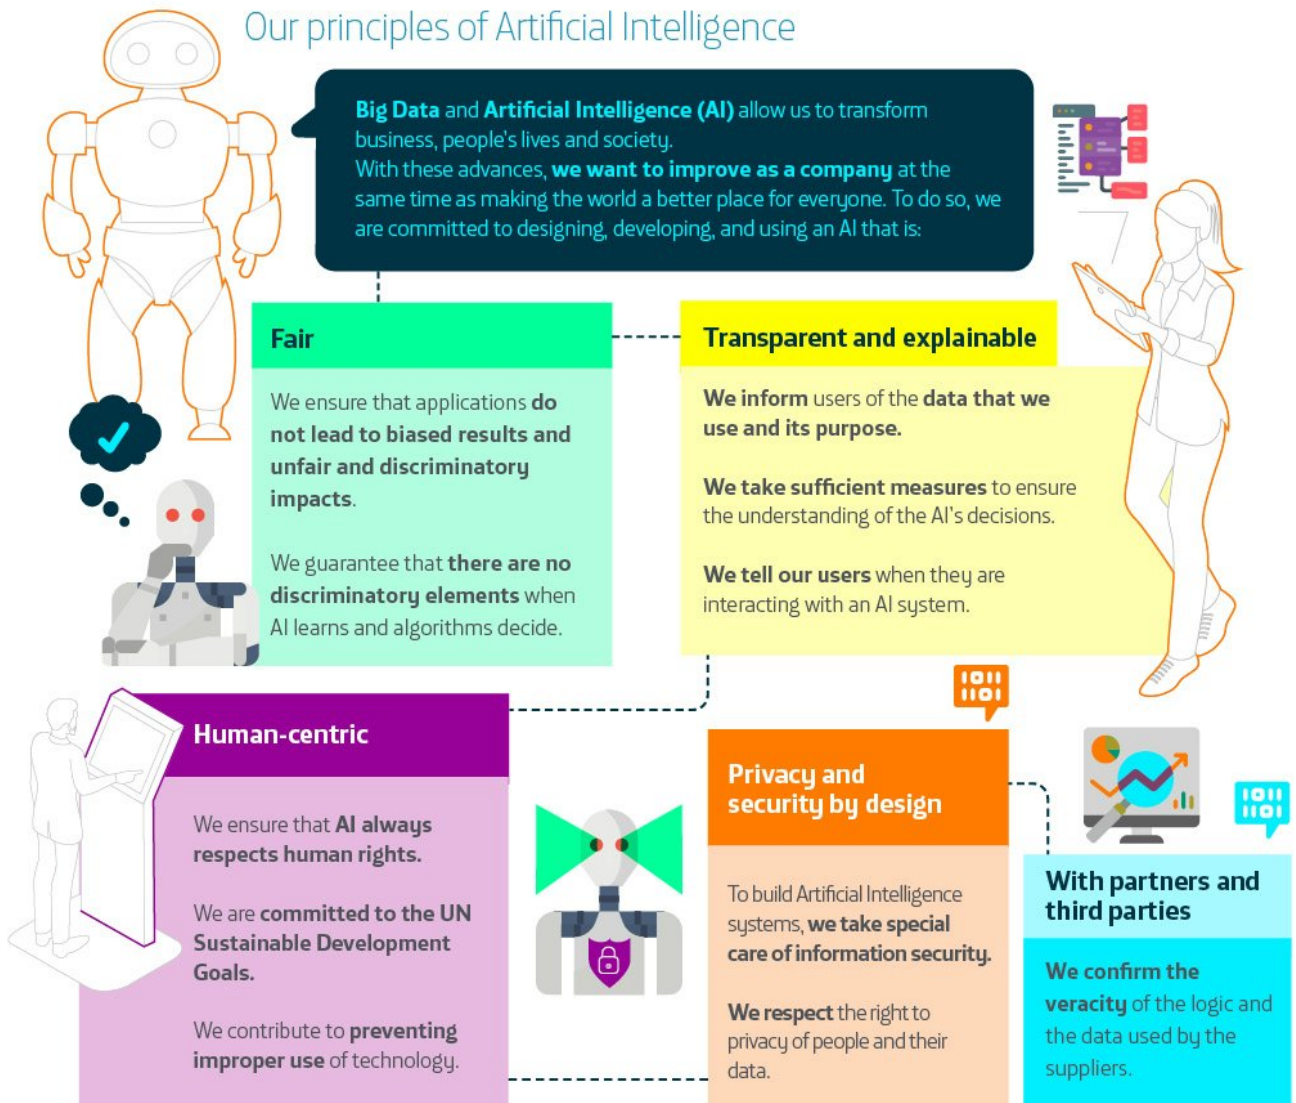 Our principles of Artificial Intelligence
Big Data and Artificial Intelligence (AI) allow us to transform
business, people's lives and society.
With these advances, we want to improve as a company at the
same time as making the world a better place for everyone. To do so, we
are committed to designing, developing, and using an AI that is:
Fair
We ensure that applications do
not lead to biased results and
unfair and discriminatory
impacts.
We guarantee that there are no
discriminatory elements when
AI learns and algorithms decide.
Transparent and explainable
We inform users of the data that we
use and its purpose.
We take sufficient measures to ensure
the understanding of the AI's decisions.
We tell our users when they are
interacting with an AI system.
Human-centric
We ensure that AI always
respects human rights.
We are committed to the UN
Sustainable Development
Goals.
We contribute to preventing
improper use of technology.
1011
1101
Privacy and
security by design
To build Artificial Intelligence
systems, we take special
care of information security.
We respect the right to
privacy of people and their
data.
1011
1101
With partners and
third parties
We confirm the
veracity of the logic and
the data used by the
suppliers.